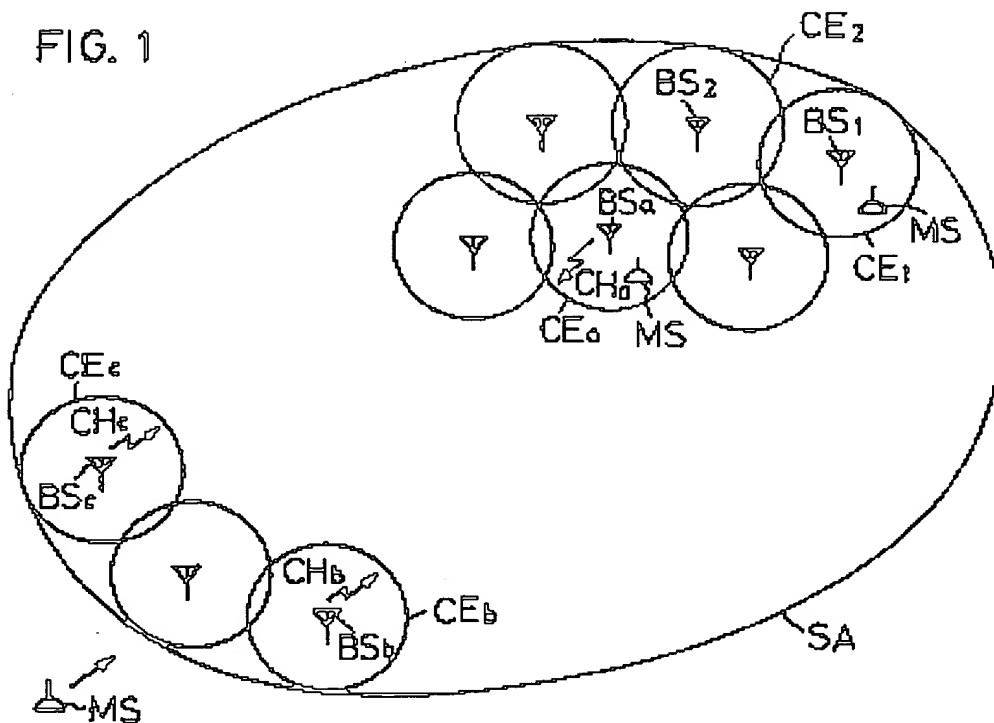 FIG. 1
CE2
BS2
BS1
BSa
MS
CHa
CE1
CEa
MS
CEc
CHc
BSc
CHb
CEb
BSb
SA
MS